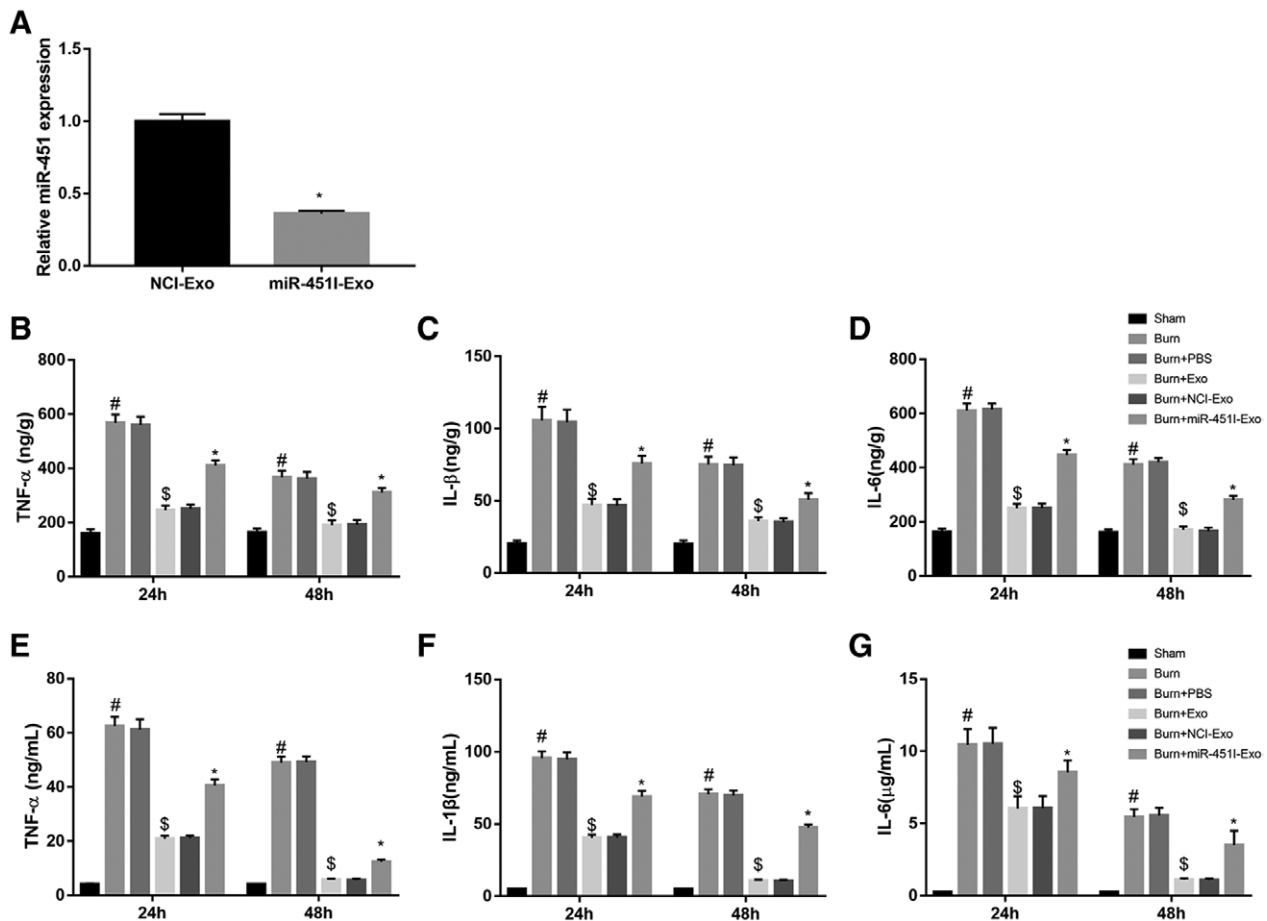 A
Relative miR-451 expression
1.5
1.0
0.5
0.0
*
NCI-Exo
miR-451I-Exo
B
TNF-α (ng/g)
800
600
400
200
0
#
$
*
#
$
*
24h
48h
C
IL-β(ng/g)
150
100
50
0
#
$
*
#
$
*
24h
48h
D
IL-6(ng/g)
800
600
400
200
0
#
$
*
#
$
*
24h
48h
Sham
Burn
Burn+PBS
Burn+Exo
Burn+NCI-Exo
Burn+miR-451I-Exo
E
TNF-α (ng/mL)
80
60
40
20
0
#
$
*
#
$
*
24h
48h
F
IL-1β(ng/mL)
150
100
50
0
#
$
*
#
$
*
24h
48h
G
IL-6(μg/mL)
15
10
5
0
#
$
*
#
$
*
24h
48h
Sham
Burn
Burn+PBS
Burn+Exo
Burn+NCI-Exo
Burn+miR-451I-Exo